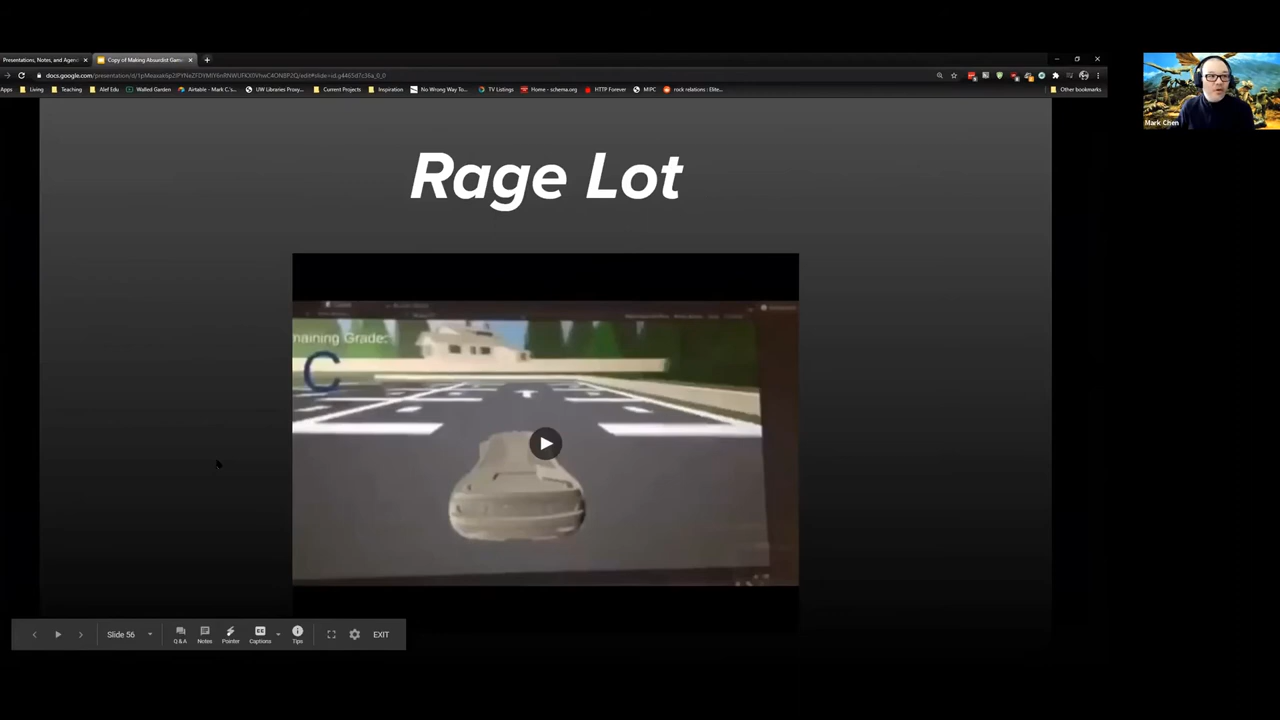 Presentations, Notes, and Agend
Copy of Making Absurdist Gam
Apps
Living
Teaching
Alef Edu
Walled Garden
Airtable - Mark C.'s...
UW Libraries Proxy...
Current Projects
Inspiration
No Wrong Way To...
TV Listings
Home - schema.org
HTTP Forever
MIPC
rock relations | Elite...
Other bookmarks
Mark Chen
Rage Lot
maining Grade:
C
Slide 56
Q & A
Notes
Pointer
Captions
Tips
EXIT